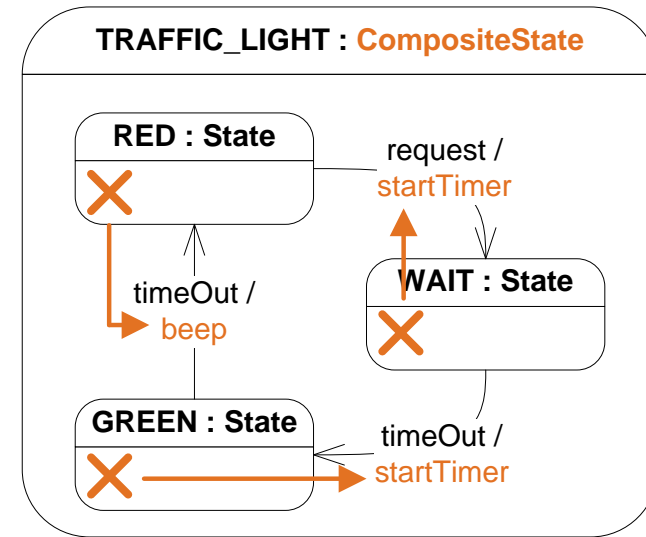 TRAFFIC_LIGHT : CompositeState
RED : State
request /
startTimer
WAIT : State
timeOut /
beep
GREEN : State
timeOut /
startTimer